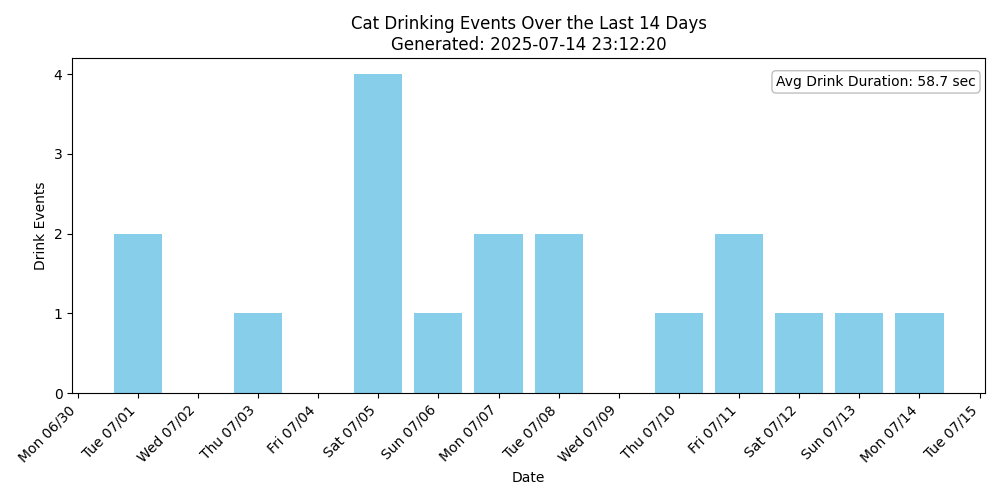 Cat Drinking Events Over the Last 14 Days
Generated: 2025-07-14 23:12:20
Avg Drink Duration: 58.7 sec
Drink Events
4
3
2
1
0
Mon 06/30
Tue 07/01
Wed 07/02
Thu 07/03
Fri 07/04
Sat 07/05
Sun 07/06
Mon 07/07
Tue 07/08
Wed 07/09
Thu 07/10
Fri 07/11
Sat 07/12
Sun 07/13
Mon 07/14
Tue 07/15
Date